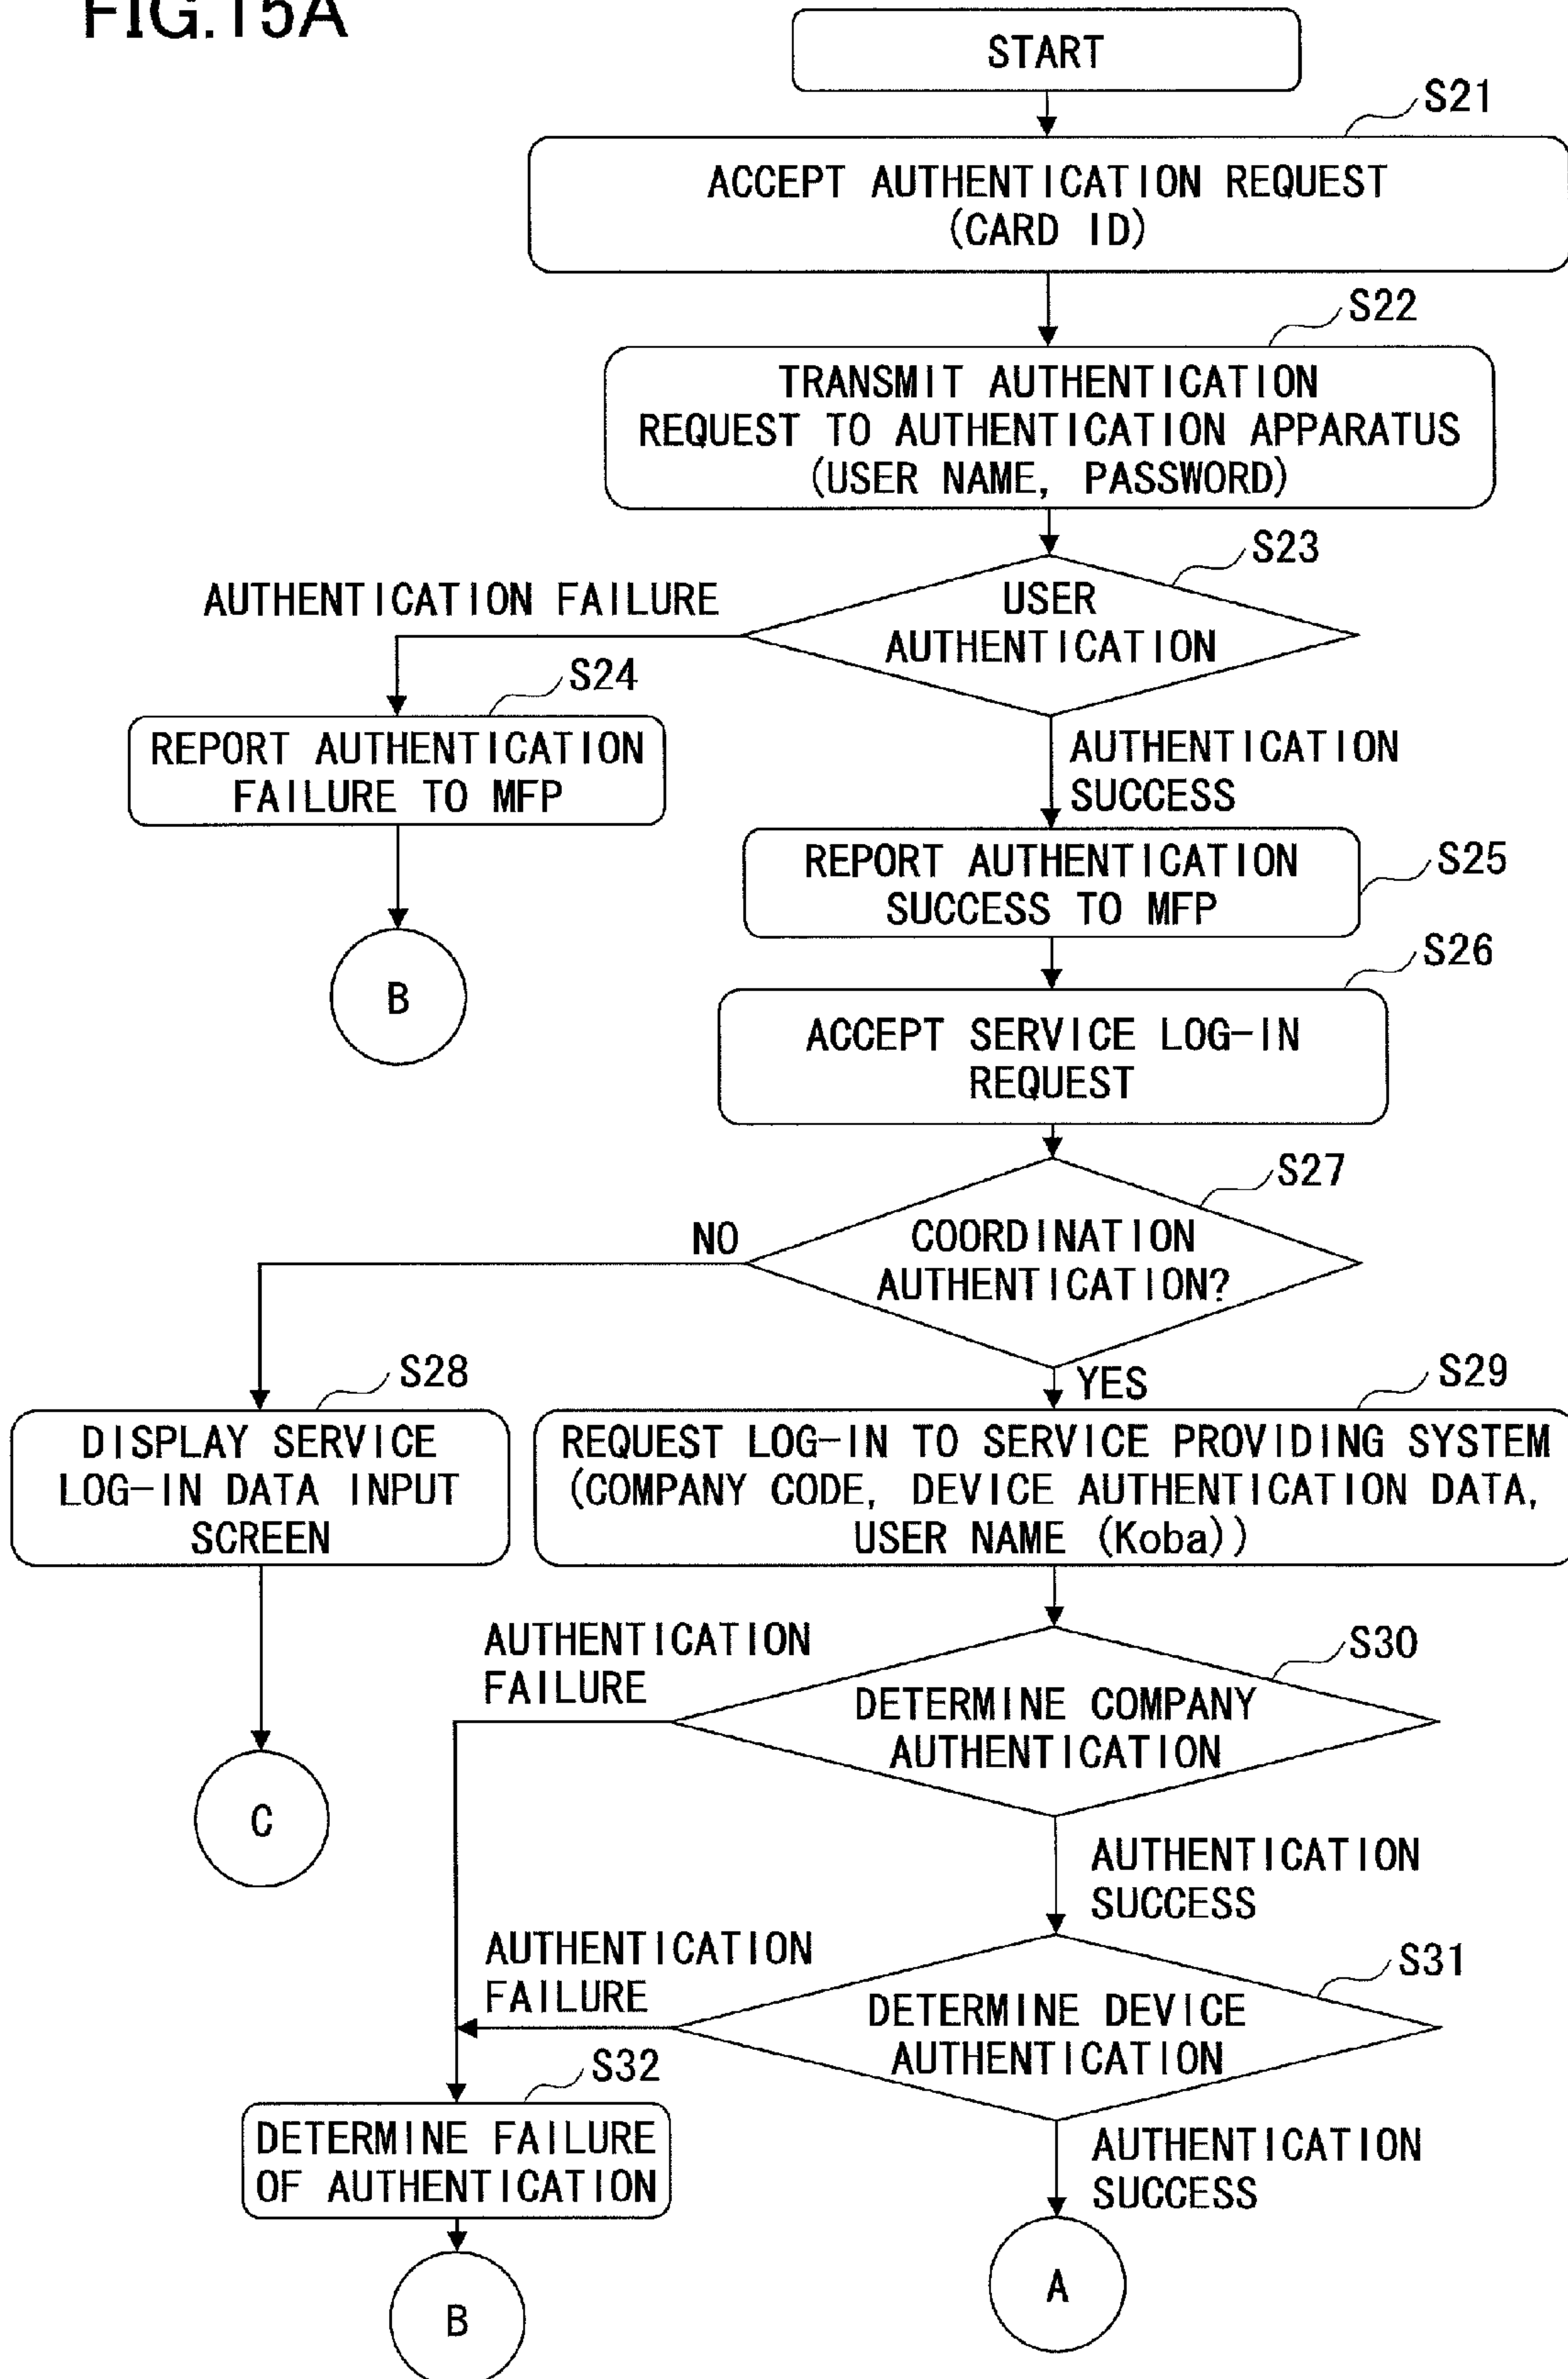 FIG.15A
START
S21
ACCEPT AUTHENTICATION REQUEST
(CARD ID)
S22
TRANSMIT AUTHENTICATION
REQUEST TO AUTHENTICATION APPARATUS
(USER NAME, PASSWORD)
S23
USER
AUTHENTICATION
AUTHENTICATION FAILURE
S24
REPORT AUTHENTICATION
FAILURE TO MFP
B
AUTHENTICATION
SUCCESS
S25
REPORT AUTHENTICATION
SUCCESS TO MFP
S26
ACCEPT SERVICE LOG-IN
REQUEST
S27
COORDINATION
AUTHENTICATION?
NO
S28
DISPLAY SERVICE
LOG-IN DATA INPUT
SCREEN
C
YES
S29
REQUEST LOG-IN TO SERVICE PROVIDING SYSTEM
(COMPANY CODE, DEVICE AUTHENTICATION DATA,
USER NAME (Koba))
S30
DETERMINE COMPANY
AUTHENTICATION
AUTHENTICATION
FAILURE
AUTHENTICATION
SUCCESS
S31
DETERMINE DEVICE
AUTHENTICATION
AUTHENTICATION
FAILURE
S32
DETERMINE FAILURE
OF AUTHENTICATION
B
AUTHENTICATION
SUCCESS
A